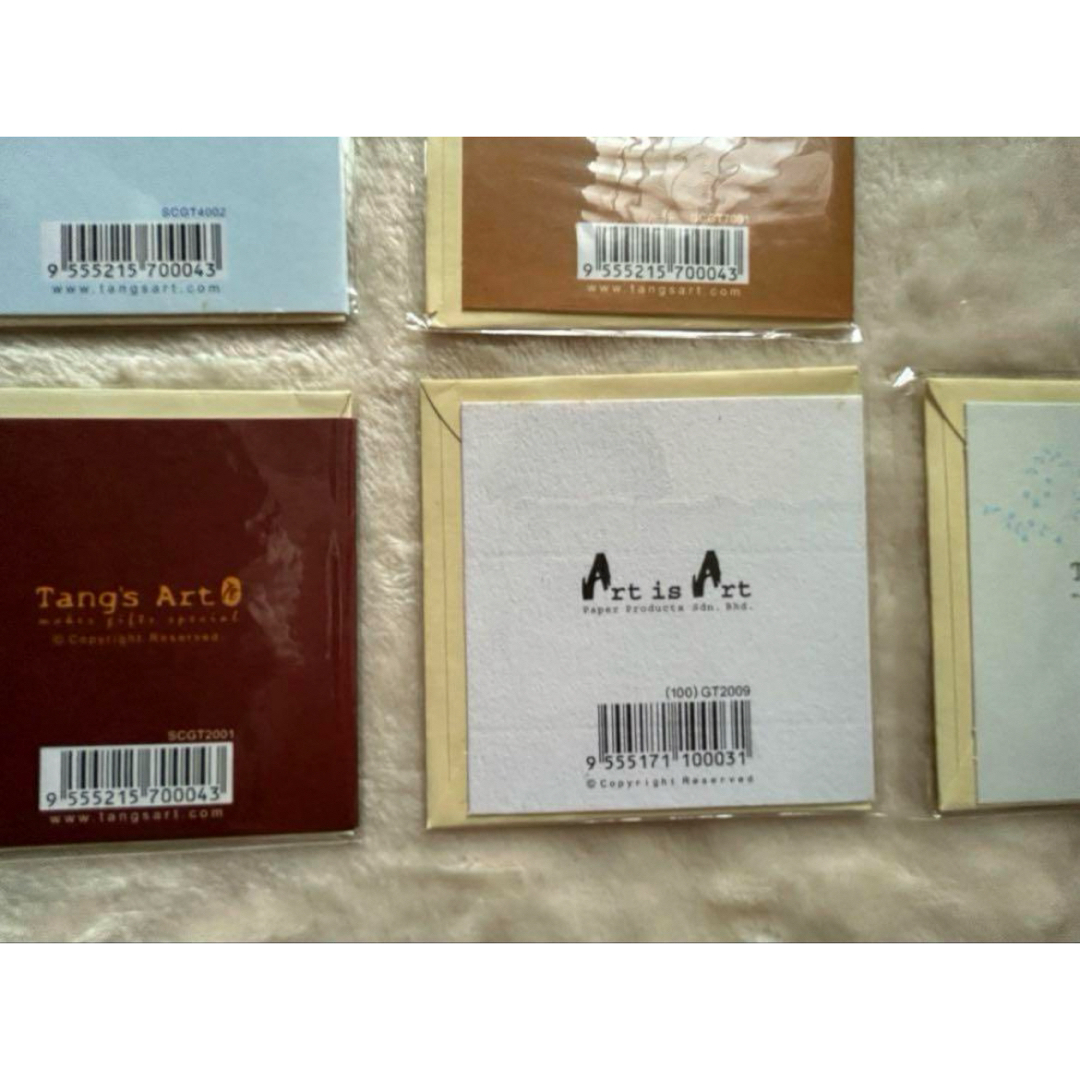 SCGT4002
9 555215 700043
www.tangsart.com
9 555215 700043
www.tangsart.com
Tang's Art
makes gifts special
© Copyright Reserved
SCGT2001
9 555215 700043
www.tangsart.com
Art is Art
Paper Products Sdn. Bhd.
(100) GT2009
9 555171 100031
© Copyright Reserved